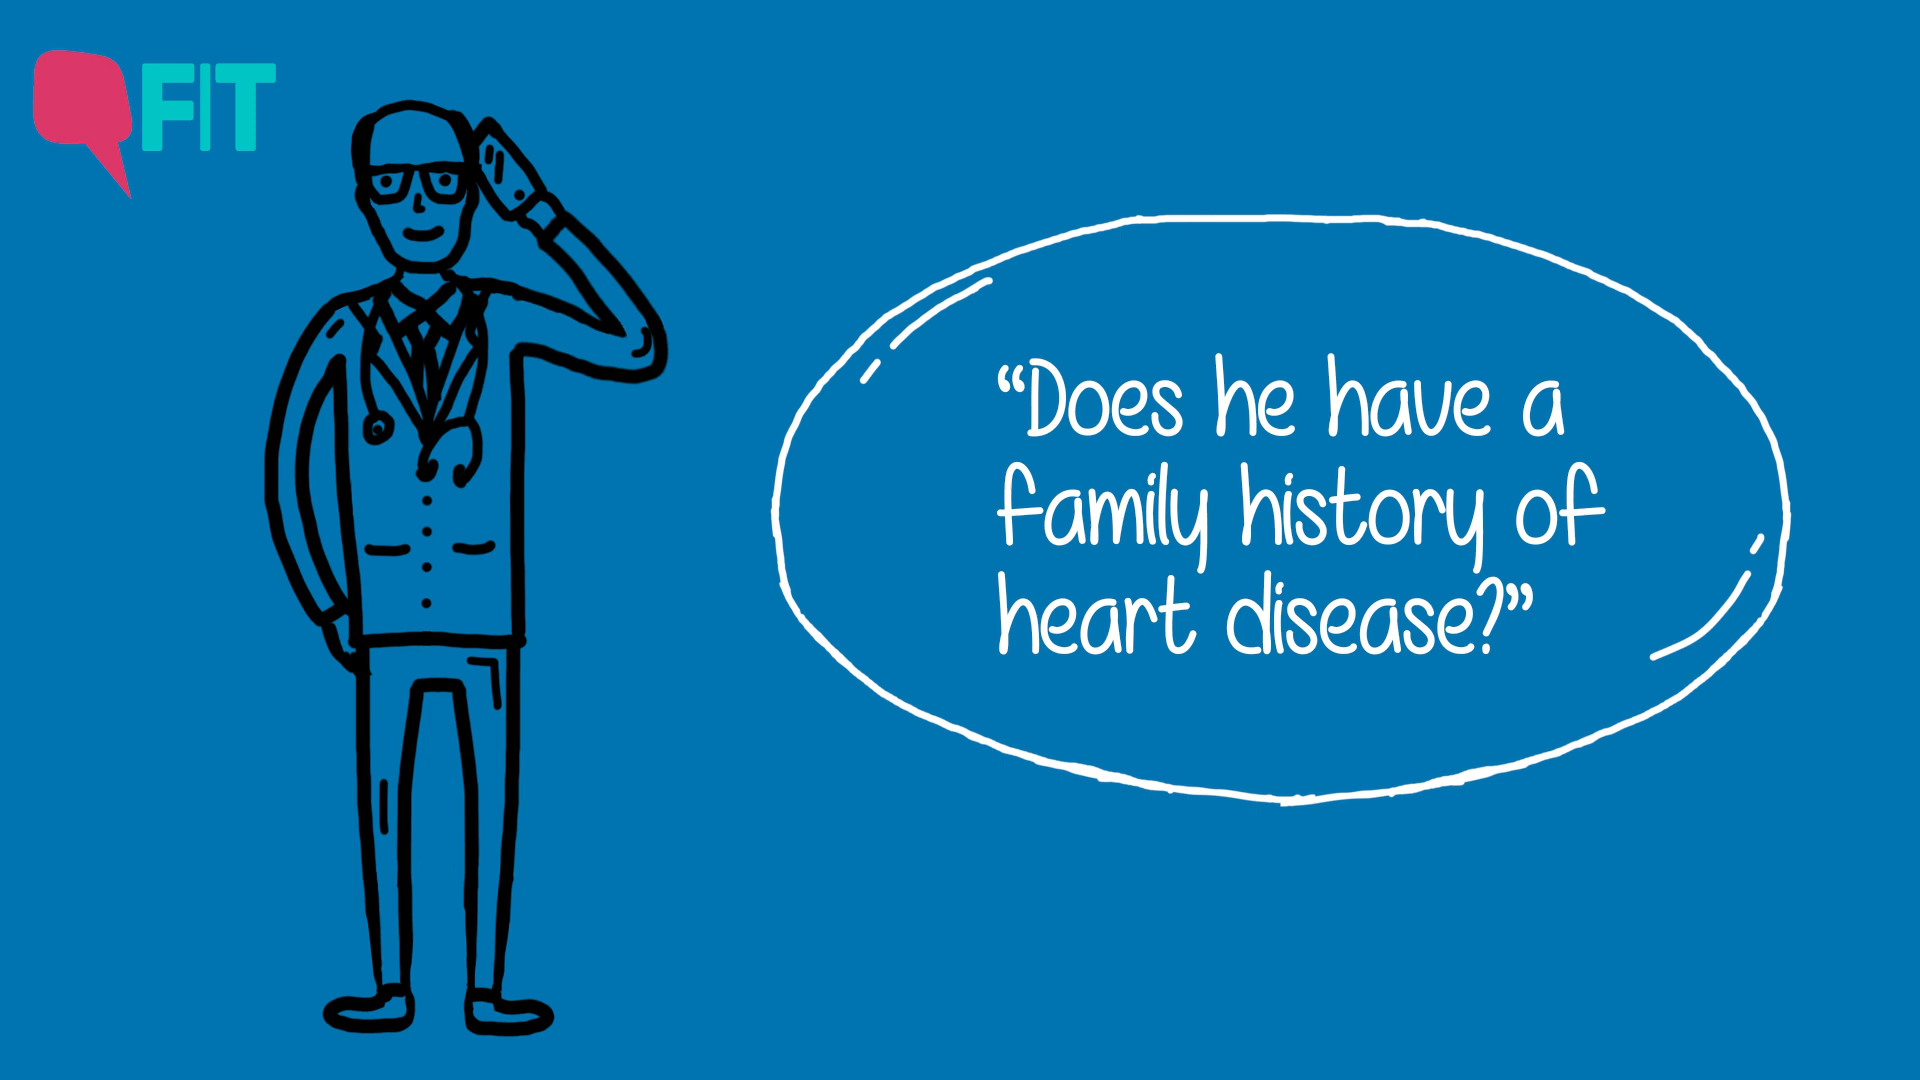 FIT
“Does he have a
family history of
heart disease?”